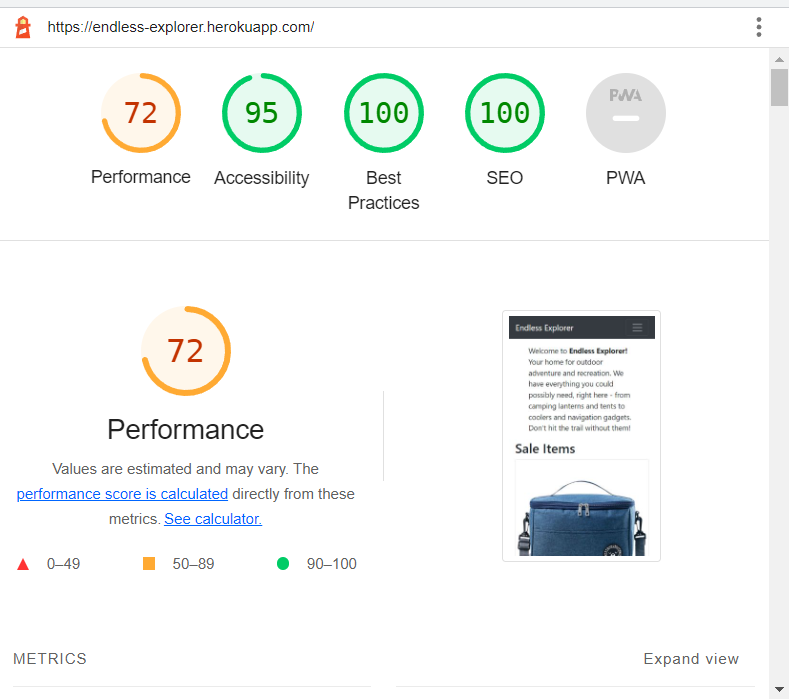 https://endless-explorer.herokuapp.com/
72
95
100
100
PWA
Performance
Accessibility
Best
Practices
SEO
PWA
72
Performance
Values are estimated and may vary. The
performance score is calculated directly from these
metrics. See calculator.
0–49
50–89
90–100
Endless Explorer
Welcome to Endless Explorer!
Your home for outdoor
adventure and recreation. We
have everything you could
possibly need, right here - from
camping lanterns and tents to
coolers and navigation gadgets.
Don't hit the trail without them!
Sale Items
METRICS
Expand view